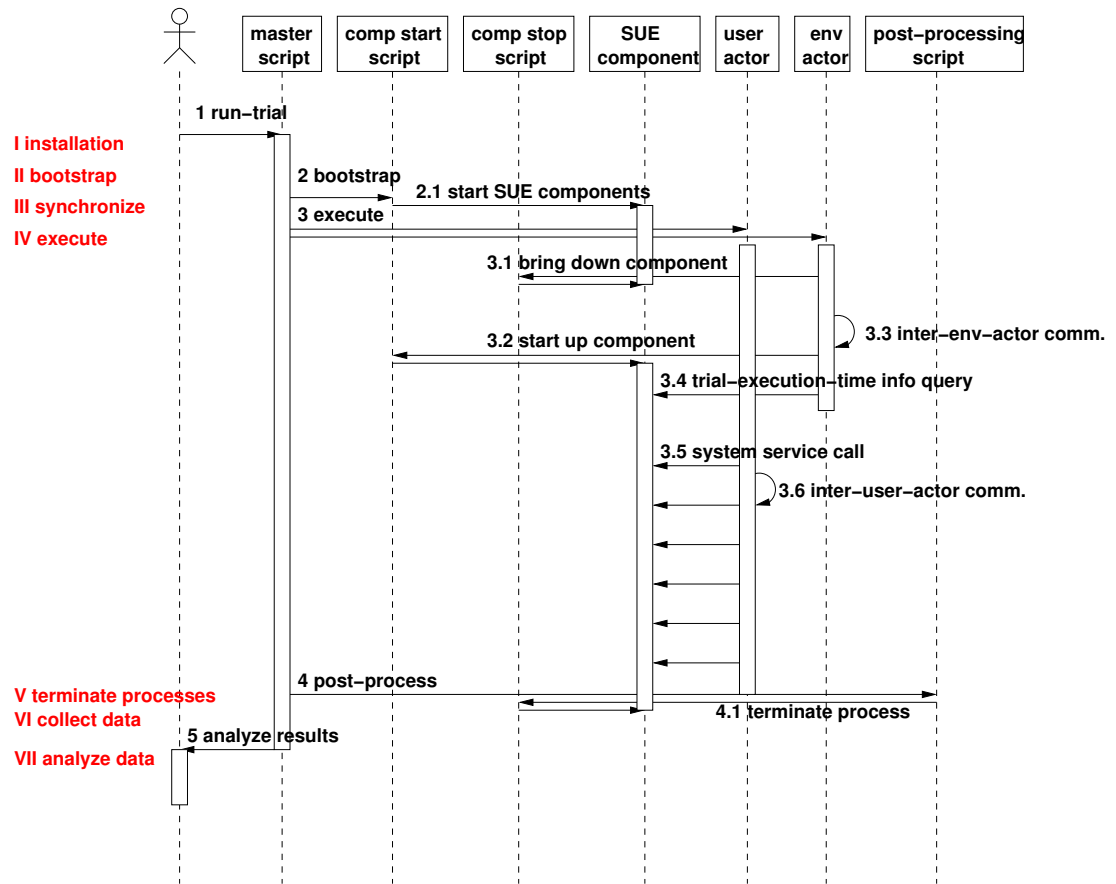 master
script
comp start
script
comp stop
script
SUE
component
user
actor
env
actor
post−processing
script
1 run−trial
I installation
II bootstrap
2 bootstrap
2.1 start SUE components
III synchronize
3 execute
IV execute
3.1 bring down component
3.3 inter−env−actor comm.
3.2 start up component
3.4 trial−execution−time info query
3.5 system service call
3.6 inter−user−actor comm.
4 post−process
V terminate processes
4.1 terminate process
VI collect data
5 analyze results
VII analyze data